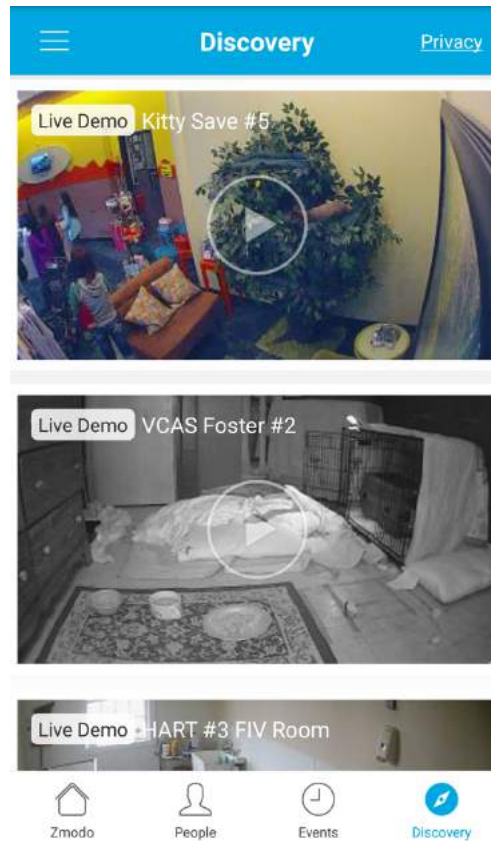 Discovery Privacy
Live Demo Kitty Save #5
Live Demo VCAS Foster #2
Live Demo HART #3 FIV Room
Zmodo People Events Discovery